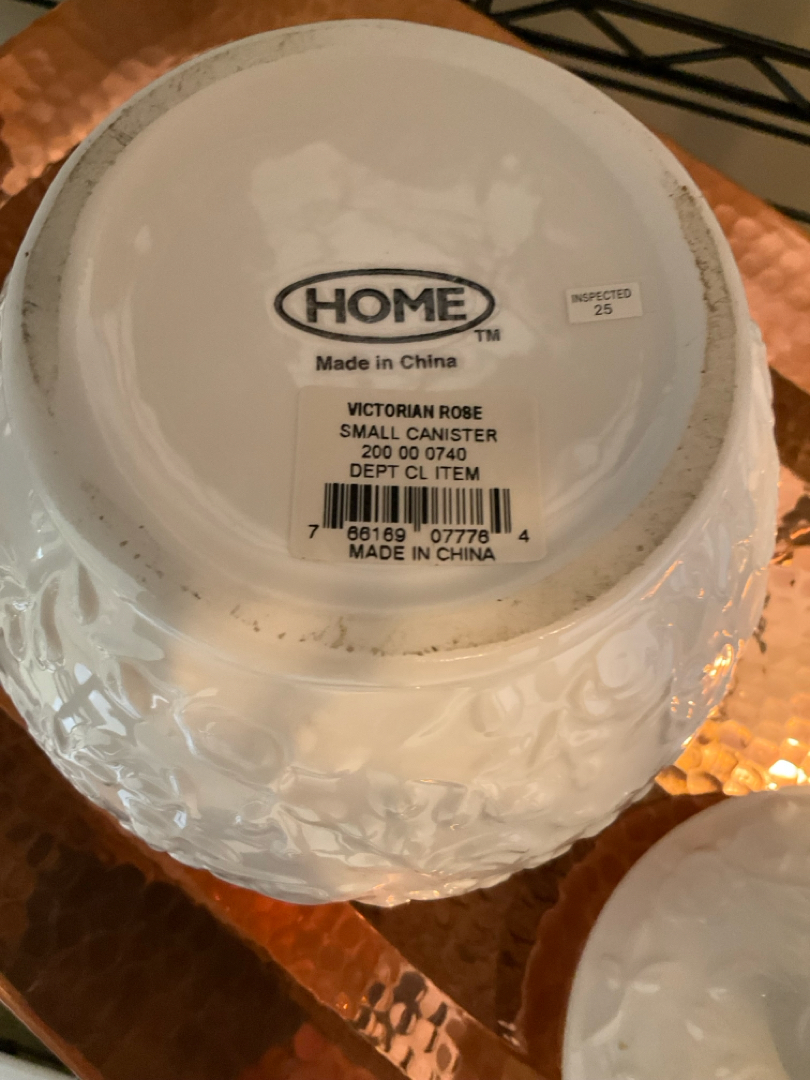 HOME
TM
Made in China
INSPECTED
25
VICTORIAN ROSE
SMALL CANISTER
200 00 0740
DEPT CL ITEM
7 66169 07776 4
MADE IN CHINA